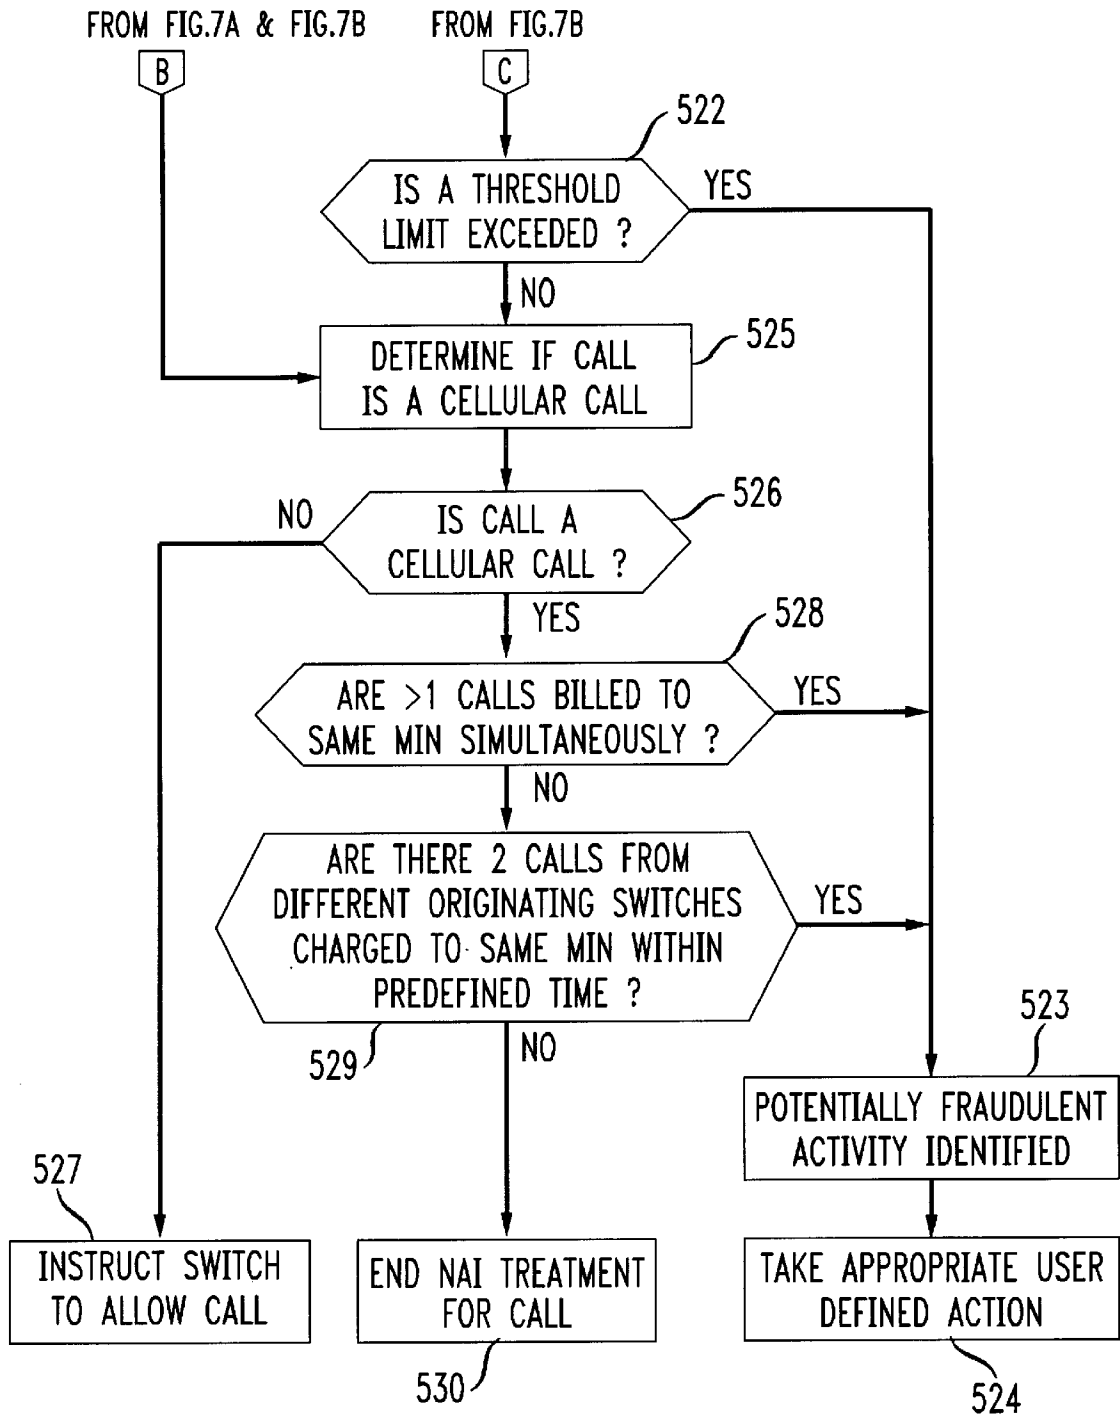 FROM FIG.7A & FIG.7B
FROM FIG.7B
B
C
522
IS A THRESHOLD
LIMIT EXCEEDED ?
YES
NO
525
DETERMINE IF CALL
IS A CELLULAR CALL
526
NO
IS CALL A
CELLULAR CALL ?
YES
528
ARE >1 CALLS BILLED TO
SAME MIN SIMULTANEOUSLY ?
YES
NO
ARE THERE 2 CALLS FROM
DIFFERENT ORIGINATING SWITCHES
CHARGED TO SAME MIN WITHIN
PREDEFINED TIME ?
YES
529
NO
523
POTENTIALLY FRAUDULENT
ACTIVITY IDENTIFIED
527
INSTRUCT SWITCH
TO ALLOW CALL
END NAI TREATMENT
FOR CALL
530
TAKE APPROPRIATE USER
DEFINED ACTION
524